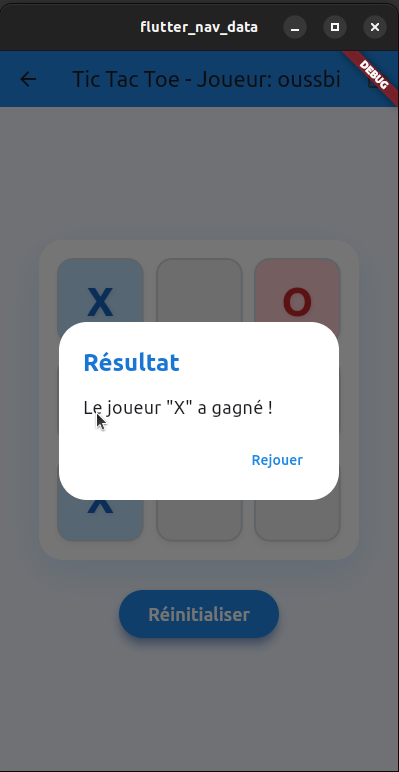 flutter_nav_data
Tic Tac Toe - Joueur: oussbi
DEBUG
X O
Résultat
Le joueur "X" a gagné !
Rejouer
X
Réinitialiser